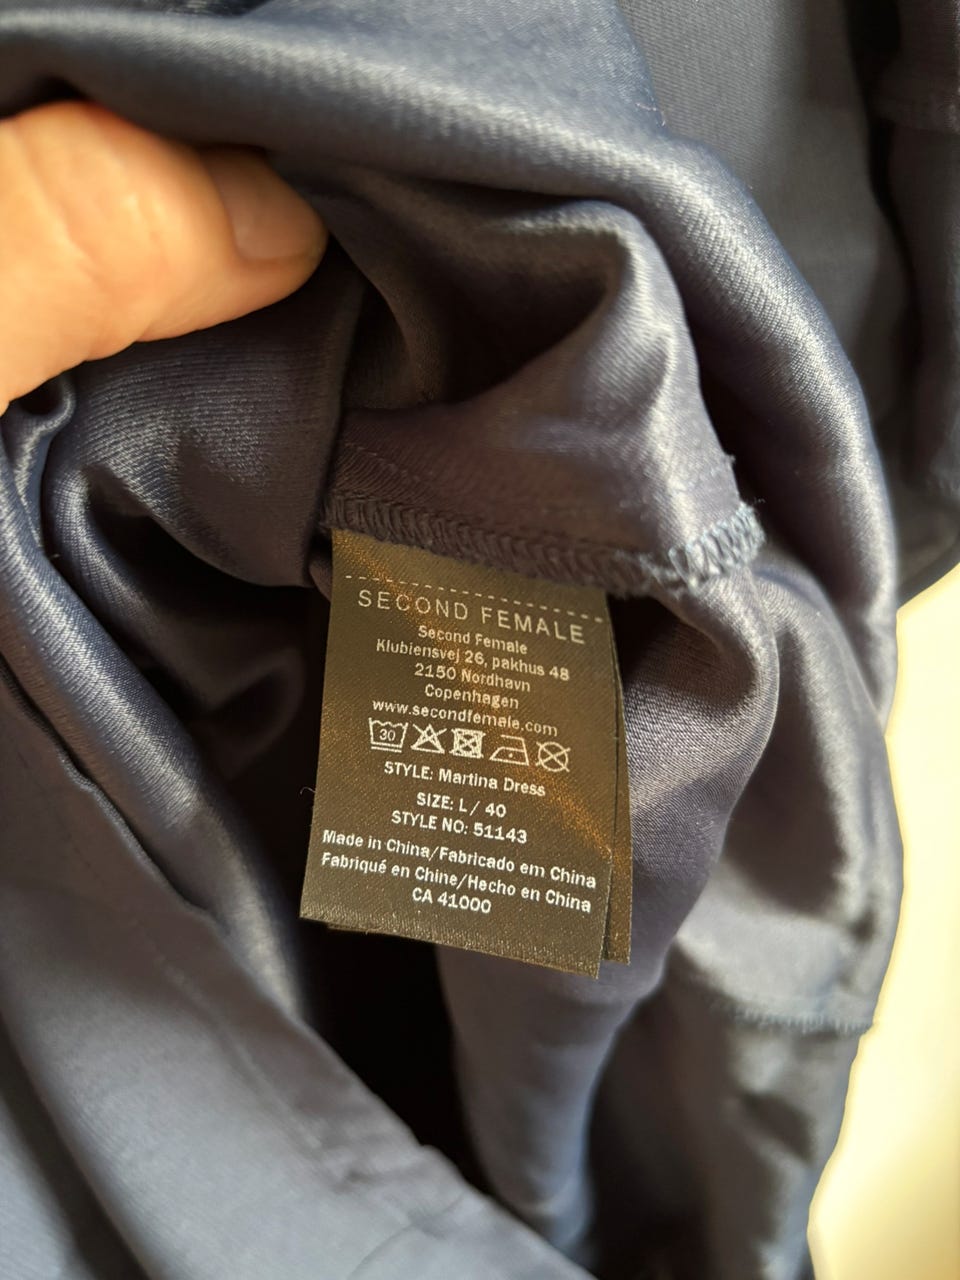 SECOND FEMALE
Second Female
Klubiensvej 26, pakhus 48
2150 Nordhavn
Copenhagen
www.secondfemale.com
30
STYLE: Martina Dress
SIZE: L / 40
STYLE NO: 51143
Made in China/Fabricado em China
Fabriqué en Chine/Hecho en China
CA 41000